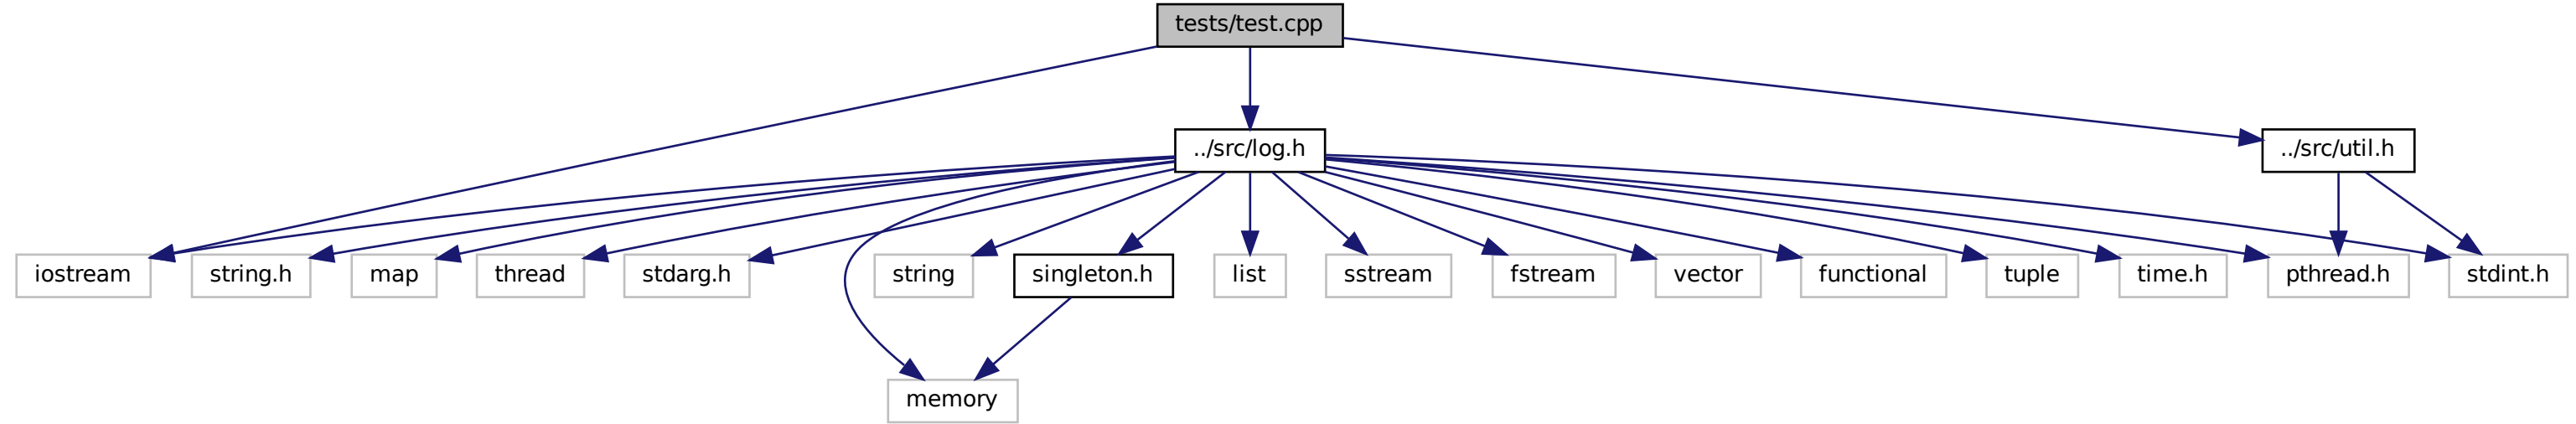 tests/test.cpp
../src/log.h
../src/util.h
iostream
string.h
map
thread
stdarg.h
string
singleton.h
list
sstream
fstream
vector
functional
tuple
time.h
pthread.h
stdint.h
memory